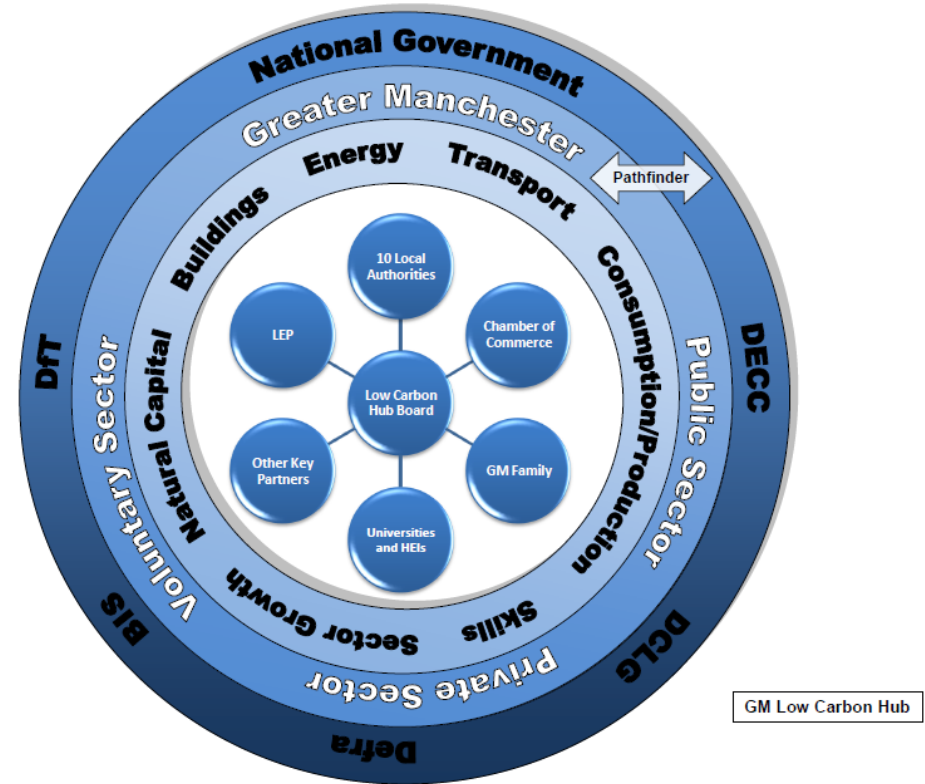 National Government
Greater Manchester
Energy
Transport
Pathfinder
Buildings
10 Local
Authorities
Consumption/Production
LEP
Chamber of
Commerce
DfT
Voluntary Sector
Natural Capital
Low Carbon
Hub Board
Public Sector
DECC
Other Key
Partners
GM Family
Universities
and HEIs
BIS
Sector Growth
Skills
DCLG
Private Sector
Defra
GM Low Carbon Hub